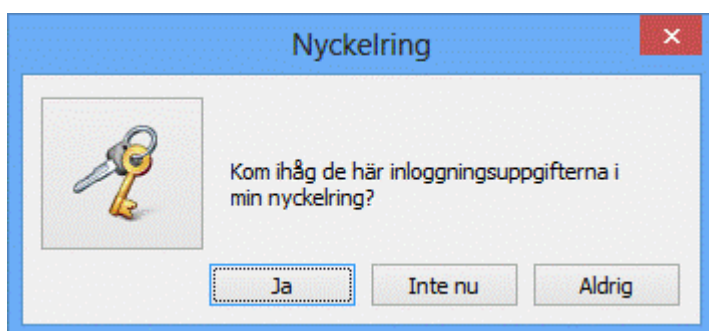 Nyckelring
Kom ihåg de här inloggningsuppgifterna i
min nyckelring?
Ja
Inte nu
Aldrig